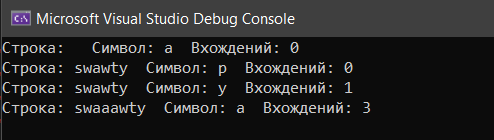 Microsoft Visual Studio Debug Console
Строка:   Символ: a  Вхождений: 0
Строка: swawty  Символ: p  Вхождений: 0
Строка: swawty  Символ: y  Вхождений: 1
Строка: swaaawty  Символ: a  Вхождений: 3